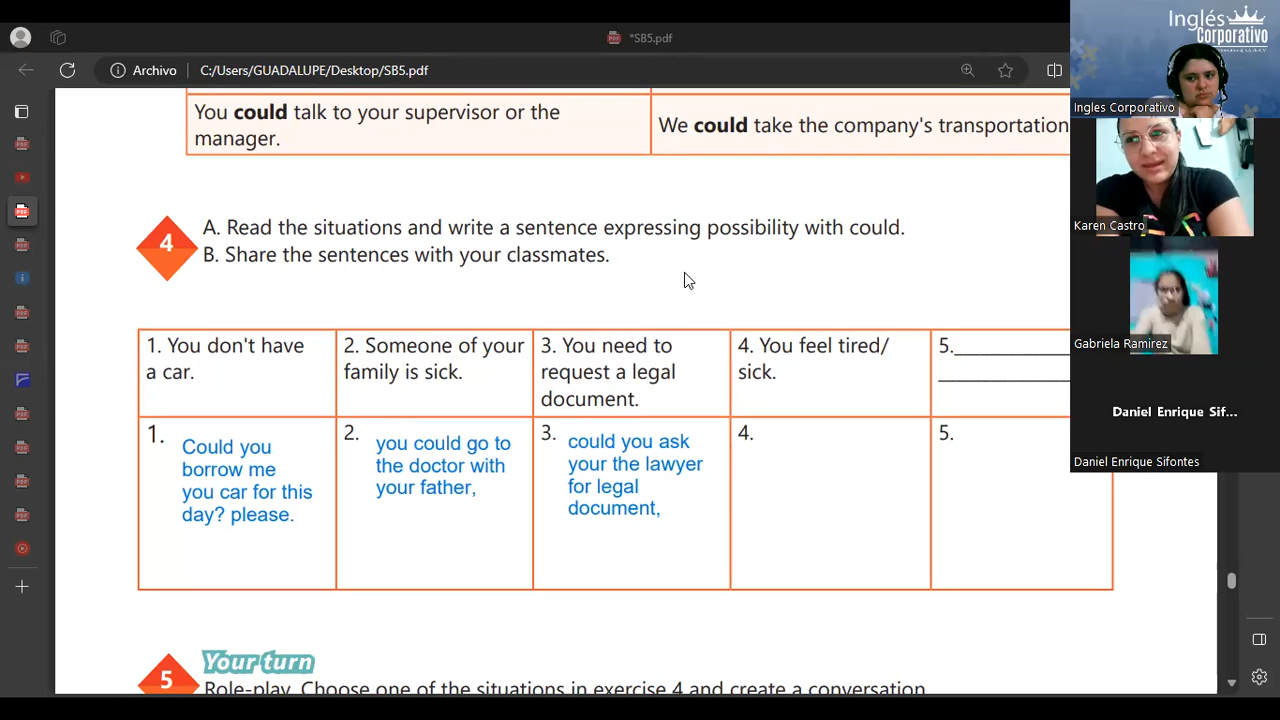 *SB5.pdf
Archivo
C:/Users/GUADALUPE/Desktop/SB5.pdf
Inglés
Corporativo
Ingles Corporativo
Karen Castro
Gabriela Ramirez
Daniel Enrique Sif...
Daniel Enrique Sifontes
You could talk to your supervisor or the
manager.
We could take the company's transportation
4
A. Read the situations and write a sentence expressing possibility with could.
B. Share the sentences with your classmates.
1. You don't have
a car.
2. Someone of your
family is sick.
3. You need to
request a legal
document.
4. You feel tired/
sick.
5.__________
__________
1.
Could you
borrow me
you car for this
day? please.
2.
you could go to
the doctor with
your father,
3.
could you ask
your the lawyer
for legal
document,
4.
5.
5
Your turn
Role-play. Choose one of the situations in exercise 4 and create a conversation